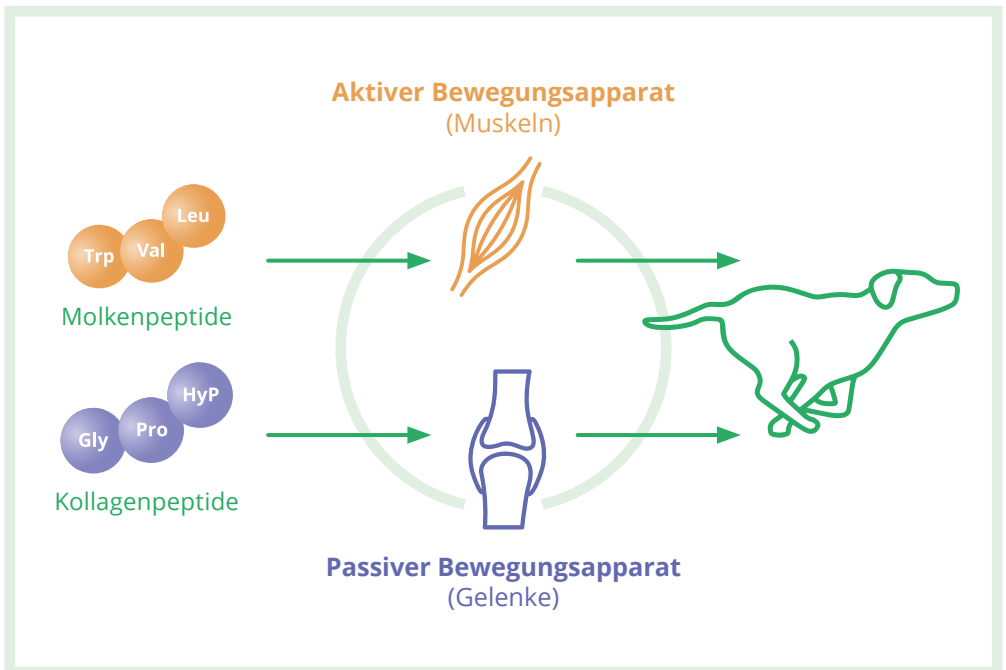 Aktiver Bewegungsapparat
(Muskeln)
Trp
Val
Leu
Molkenpeptide
Gly
Pro
HyP
Kollagenpeptide
Passiver Bewegungsapparat
(Gelenke)